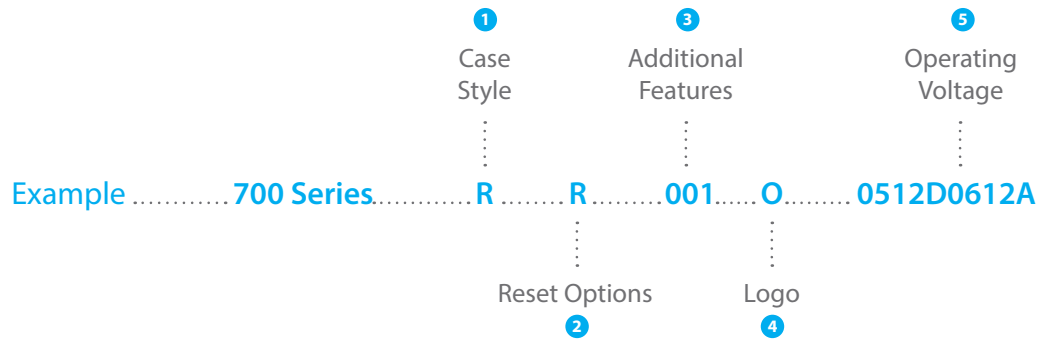 1 3 5
Case Additional Operating
Style Features Voltage
Example ............ 700 Series ............. R ......... R ......... 001 ..... O ........ 0512D0612A
Reset Options Logo
2 4